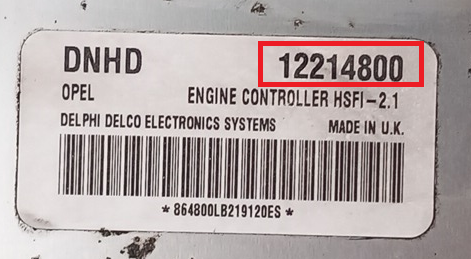 DNHD 12214800
OPEL ENGINE CONTROLLER HSFI-2.1
DELPHI DELCO ELECTRONICS SYSTEMS MADE IN U.K.
*864800LB219120ES*